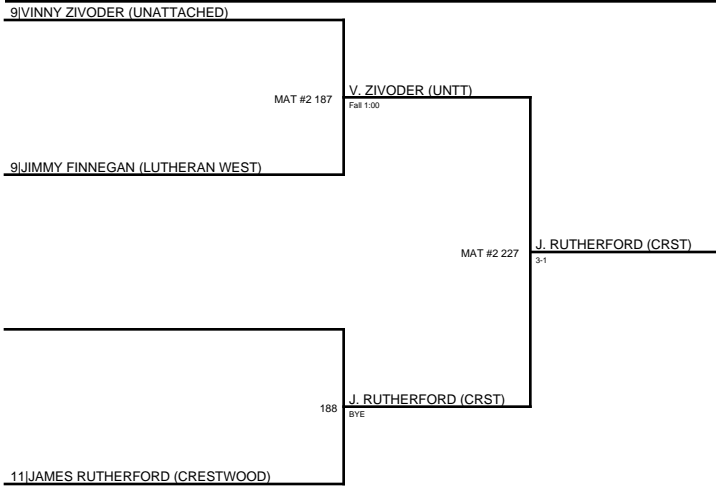 9|VINNY ZIVODER (UNATTACHED)
MAT #2 187
V. ZIVODER (UNTT)
Fall 1:00
9|JIMMY FINNEGAN (LUTHERAN WEST)
MAT #2 227
J. RUTHERFORD (CRST)
3-1
188
J. RUTHERFORD (CRST)
BYE
11|JAMES RUTHERFORD (CRESTWOOD)